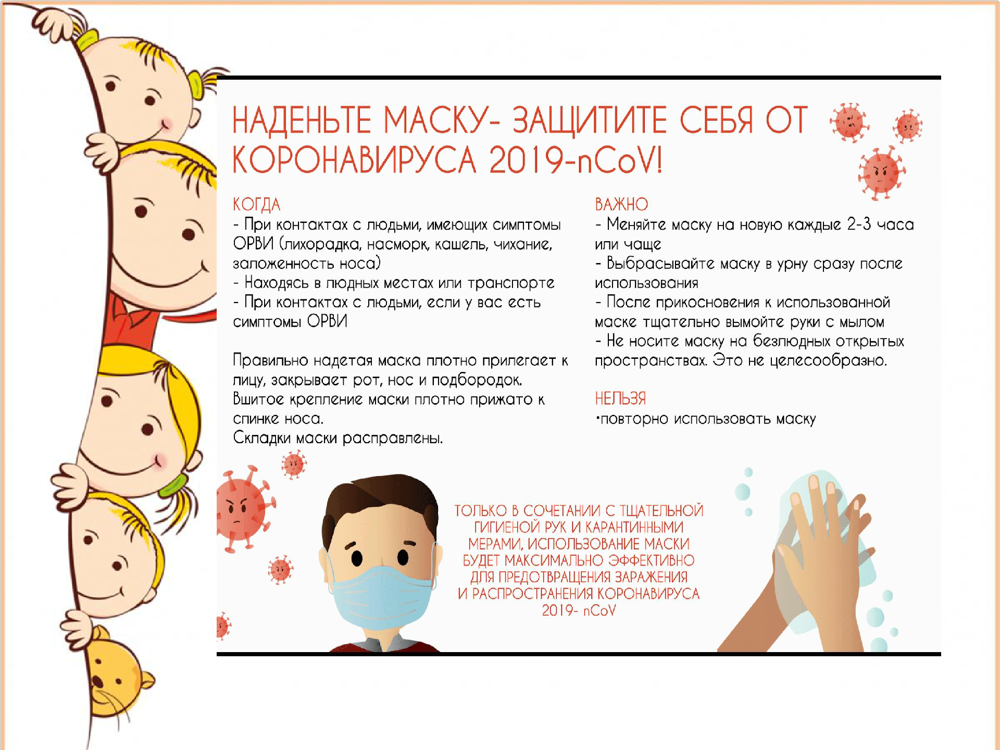 НАДЕНЬТЕ МАСКУ- ЗАЩИТИТЕ СЕБЯ ОТ
КОРОНАВИРУСА 2019-nCoV!
КОГДА
- При контактах с людьми, имеющих симптомы
ОРВИ (лихорадка, насморк, кашель, чихание,
заложенность носа)
- Находясь в людных местах или транспорте
- При контактах с людьми, если у вас есть
симптомы ОРВИ
Правильно надетая маска плотно прилегает к
лицу, закрывает рот, нос и подбородок.
Вшитое крепление маски плотно прижато к
спинке носа.
Складки маски расправлены.
ВАЖНО
- Меняйте маску на новую каждые 2-3 часа
или чаще
- Выбрасывайте маску в урну сразу после
использования
- После прикосновения к использованной
маске тщательно вымойте руки с мылом
- Не носите маску на безлюдных открытых
пространствах. Это не целесообразно.
НЕЛЬЗЯ
•повторно использовать маску
ТОЛЬКО В СОЧЕТАНИИ С ТЩАТЕЛЬНОЙ
ГИГИЕНОЙ РУК И КАРАНТИННЫМИ
МЕРАМИ, ИСПОЛЬЗОВАНИЕ МАСКИ
БУДЕТ МАКСИМАЛЬНО ЭФФЕКТИВНО
ДЛЯ ПРЕДОТВРАЩЕНИЯ ЗАРАЖЕНИЯ
И РАСПРОСТРАНЕНИЯ КОРОНАВИРУСА
2019- nCoV